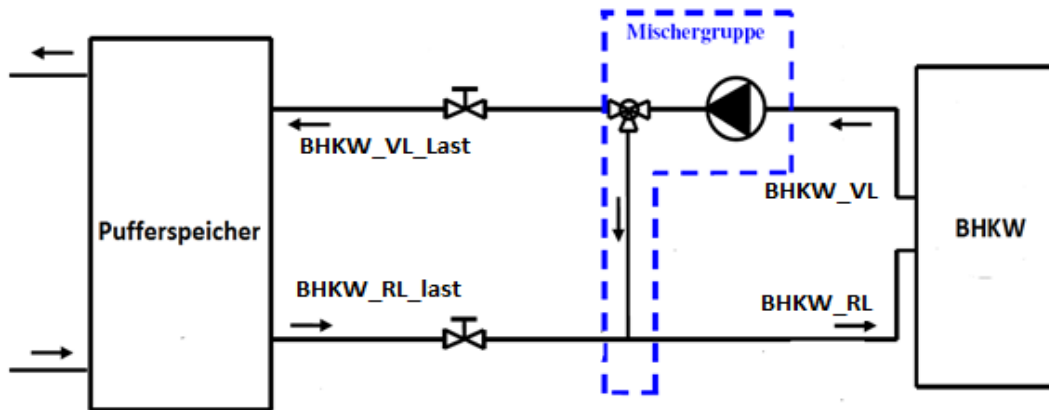 Mischergruppe
BHKW_VL_Last
BHKW_VL
Pufferspeicher
BHKW
BHKW_RL_last
BHKW_RL